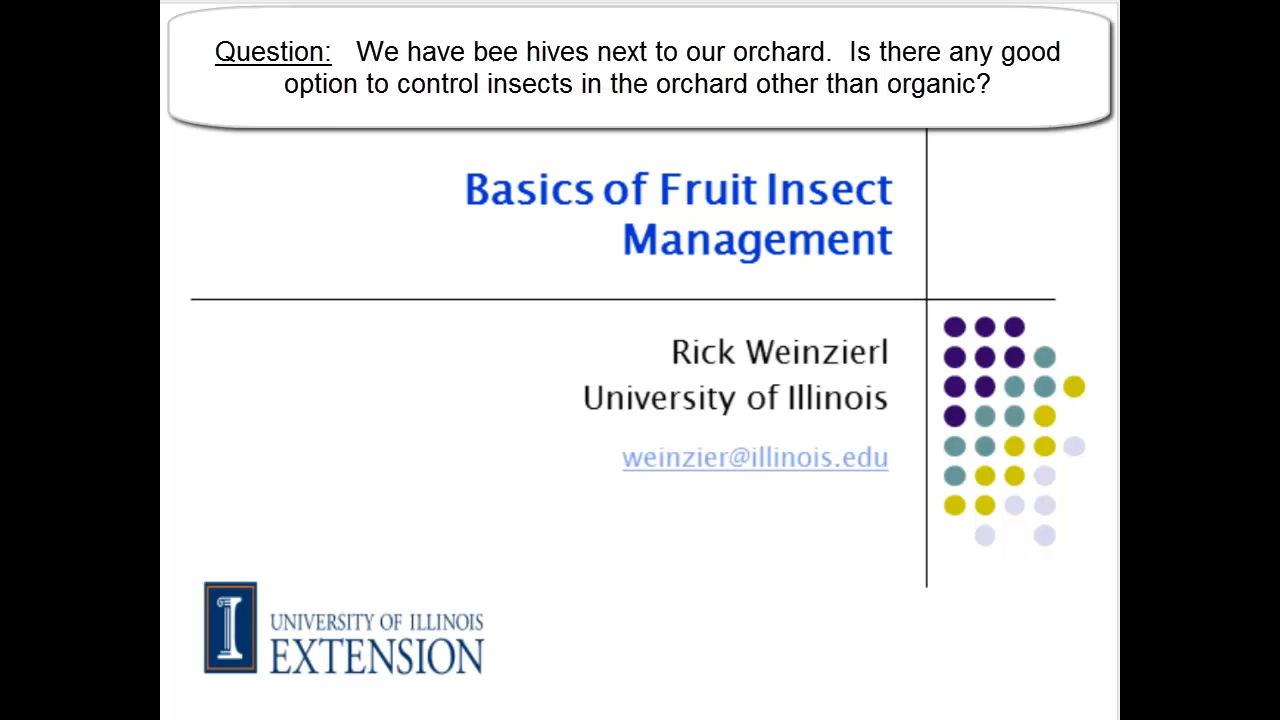 Question: We have bee hives next to our orchard. Is there any good
option to control insects in the orchard other than organic?
Basics of Fruit Insect
Management
Rick Weinzierl
University of Illinois
weinzier@illinois.edu
I
UNIVERSITY OF ILLINOIS
EXTENSION